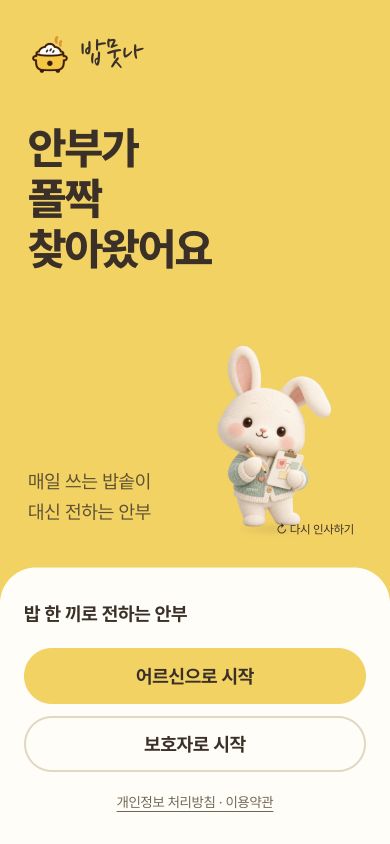 밥뭇나
안부가
폴짝
찾아왔어요
매일 쓰는 밥솥이
대신 전하는 안부
↻ 다시 인사하기
밥 한 끼로 전하는 안부
어르신으로 시작
보호자로 시작
개인정보 처리방침 · 이용약관